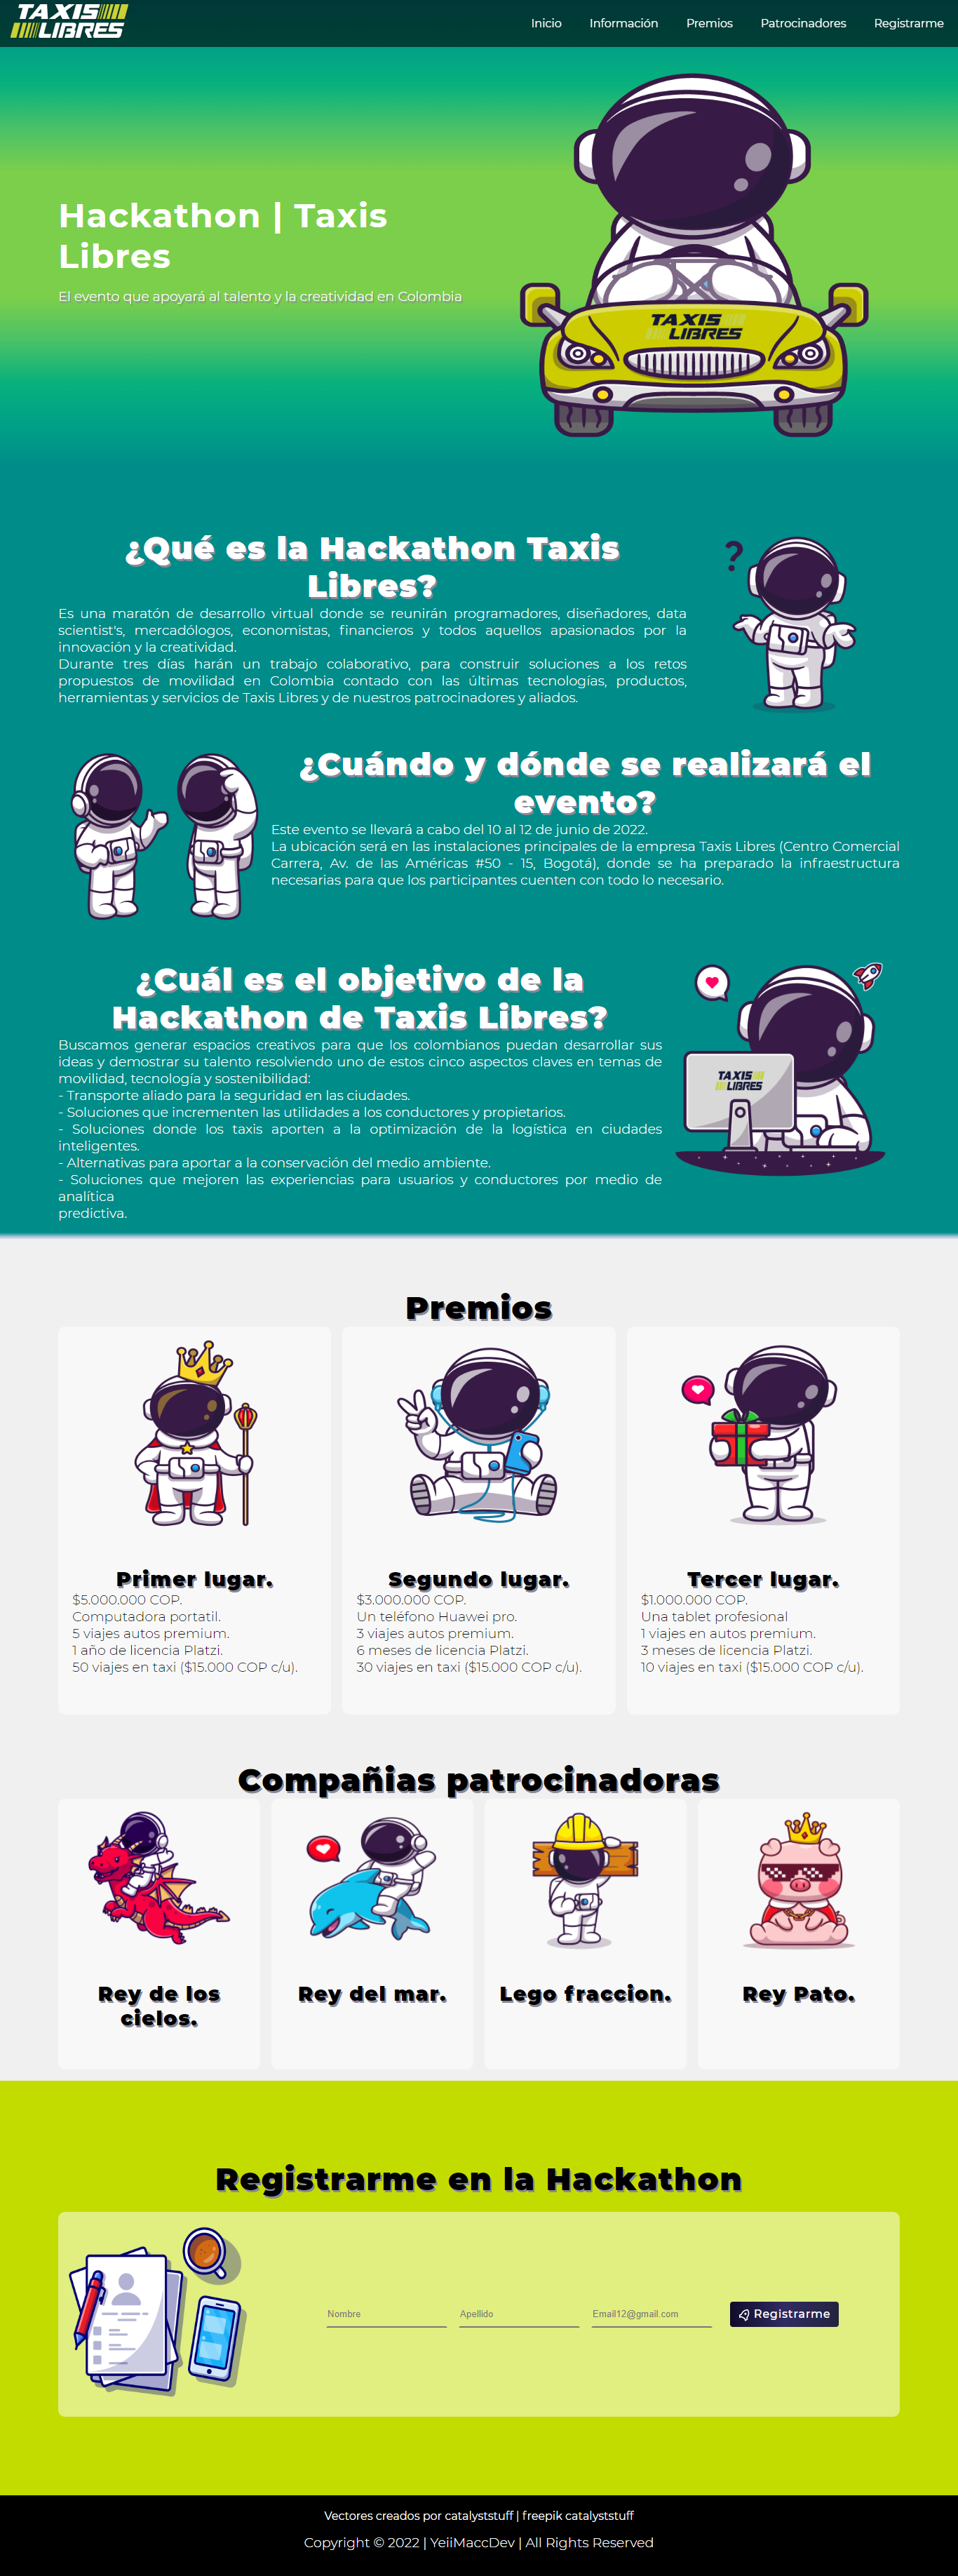 TAXIS
LIBRES
Inicio
Información
Premios
Patrocinadores
Registrarme
Hackathon | Taxis
Libres
El evento que apoyará al talento y la creatividad en Colombia
TAXIS
LIBRES
¿Qué es la Hackathon Taxis
Libres?
?
Es una maratón de desarrollo virtual donde se reunirán programadores, diseñadores, data
scientist's, mercadólogos, economistas, financieros y todos aquellos apasionados por la
innovación y la creatividad.
Durante tres días harán un trabajo colaborativo, para construir soluciones a los retos
propuestos de movilidad en Colombia contado con las últimas tecnologías, productos,
herramientas y servicios de Taxis Libres y de nuestros patrocinadores y aliados.
¿Cuándo y dónde se realizará el
evento?
Este evento se llevará a cabo del 10 al 12 de junio de 2022.
La ubicación será en las instalaciones principales de la empresa Taxis Libres (Centro Comercial
Carrera, Av. de las Américas #50 - 15, Bogotá), donde se ha preparado la infraestructura
necesarias para que los participantes cuenten con todo lo necesario.
¿Cuál es el objetivo de la
Hackathon de Taxis Libres?
Buscamos generar espacios creativos para que los colombianos puedan desarrollar sus
ideas y demostrar su talento resolviendo uno de estos cinco aspectos claves en temas de
movilidad, tecnología y sostenibilidad:
- Transporte aliado para la seguridad en las ciudades.
- Soluciones que incrementen las utilidades a los conductores y propietarios.
- Soluciones donde los taxis aporten a la optimización de la logística en ciudades
inteligentes.
- Alternativas para aportar a la conservación del medio ambiente.
- Soluciones que mejoren las experiencias para usuarios y conductores por medio de
analítica
predictiva.
TAXIS
LIBRES
Premios
Primer lugar.
$5.000.000 COP.
Computadora portatil.
5 viajes autos premium.
1 año de licencia Platzi.
50 viajes en taxi ($15.000 COP c/u).
Segundo lugar.
$3.000.000 COP.
Un teléfono Huawei pro.
3 viajes autos premium.
6 meses de licencia Platzi.
30 viajes en taxi ($15.000 COP c/u).
Tercer lugar.
$1.000.000 COP.
Una tablet profesional
1 viajes en autos premium.
3 meses de licencia Platzi.
10 viajes en taxi ($15.000 COP c/u).
Compañias patrocinadoras
Rey de los
cielos.
Rey del mar.
Lego fraccion.
Rey Pato.
Registrarme en la Hackathon
Nombre
Apellido
Email12@gmail.com
Registrarme
Vectores creados por catalyststuff | freepik catalyststuff
Copyright © 2022 | YeiiMaccDev | All Rights Reserved